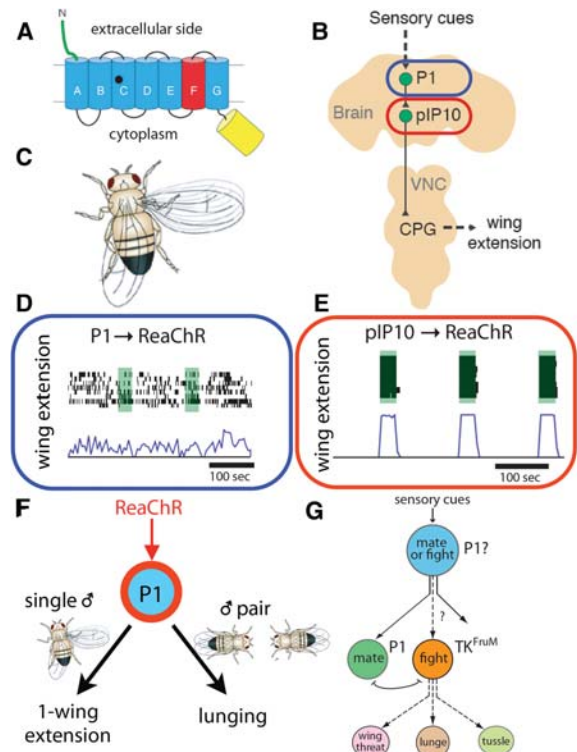 A
N
extracellular side
A B C D E F G
cytoplasm
B
Sensory cues
P1
pIP10
Brain
VNC
CPG
wing
extension
C
D
P1→ ReaChR
wing extension
100 sec
E
pIP10 → ReaChR
wing extension
100 sec
F
ReaChR
P1
single ♂
♂ pair
1-wing
extension
lunging
G
sensory cues
mate
or fight
P1?
?
mate
P1
fight
TKFruM
wing
threat
lunge
tussle